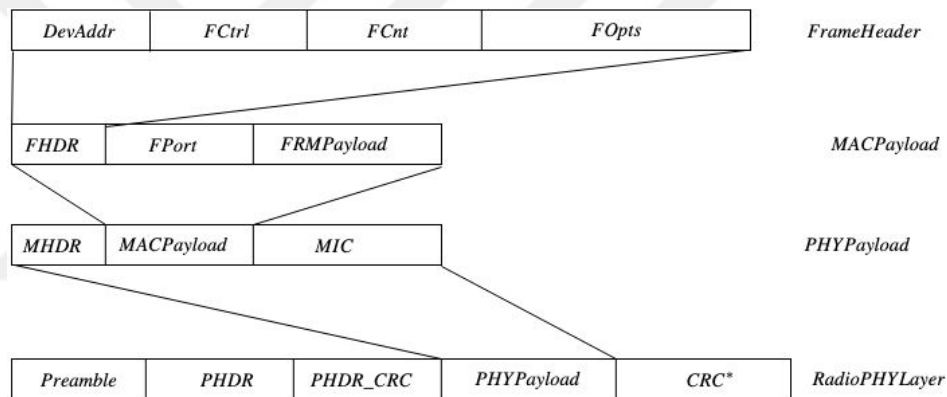 DevAddr FCtrl FCnt FOpts FrameHeader
FHDR FPort FRMPayload MACPayload
MHDR MACPayload MIC PHYPayload
Preamble PHDR PHDR_CRC PHYPayload CRC* RadioPHYLayer